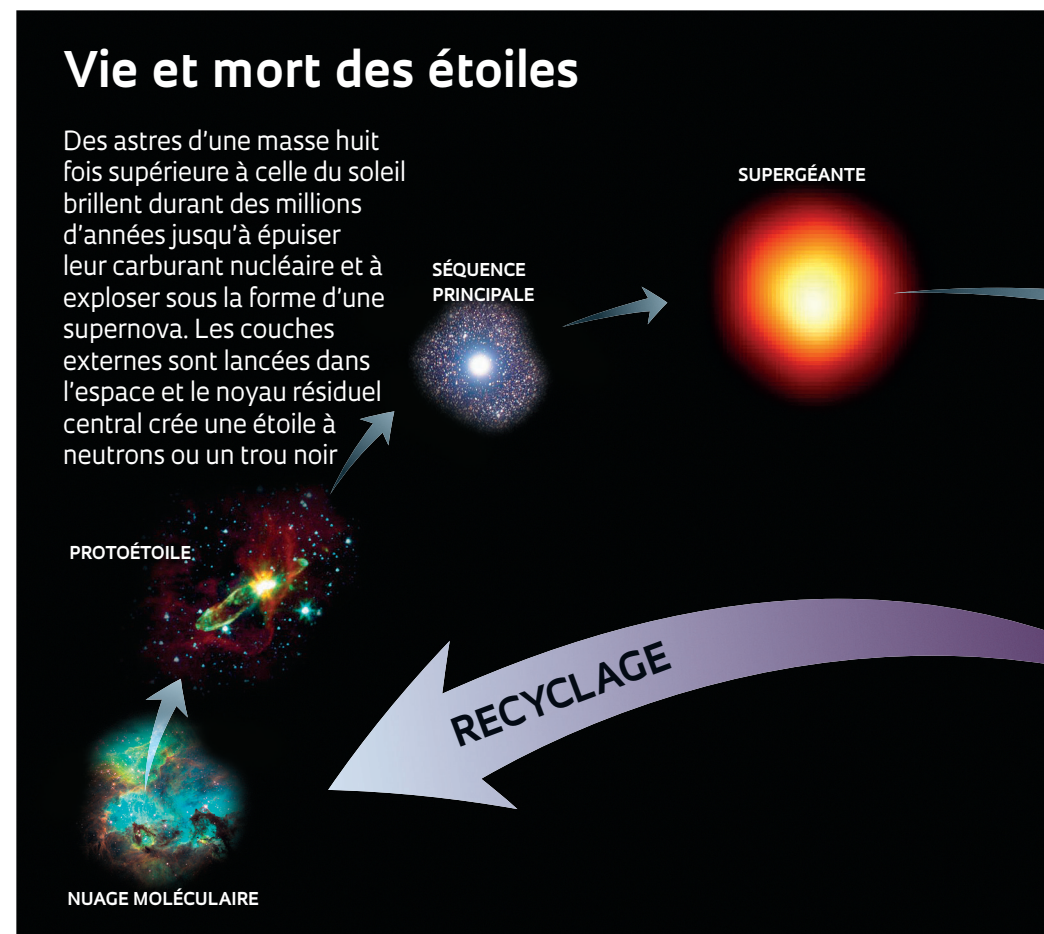 Vie et mort des étoiles
Des astres d'une masse huit
fois supérieure à celle du soleil
brillent durant des millions
d'années jusqu'à épuiser
leur carburant nucléaire et à
exploser sous la forme d'une
supernova. Les couches
externes sont lancées dans
l'espace et le noyau résiduel
central crée une étoile à
neutrons ou un trou noir
SUPERGÉANTE
SÉQUENCE
PRINCIPALE
PROTOÉTOILE
RECYCLAGE
NUAGE MOLÉCULAIRE